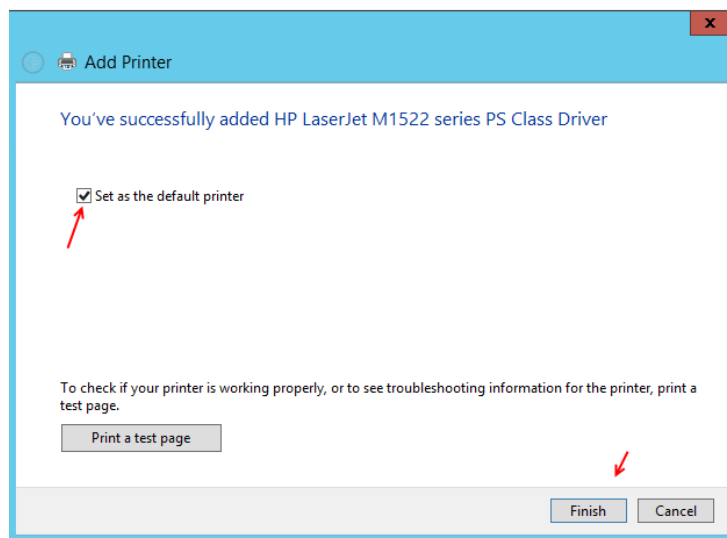 x
Add Printer
You've successfully added HP LaserJet M1522 series PS Class Driver
Set as the default printer
To check if your printer is working properly, or to see troubleshooting information for the printer, print a
test page.
Print a test page
Finish
Cancel